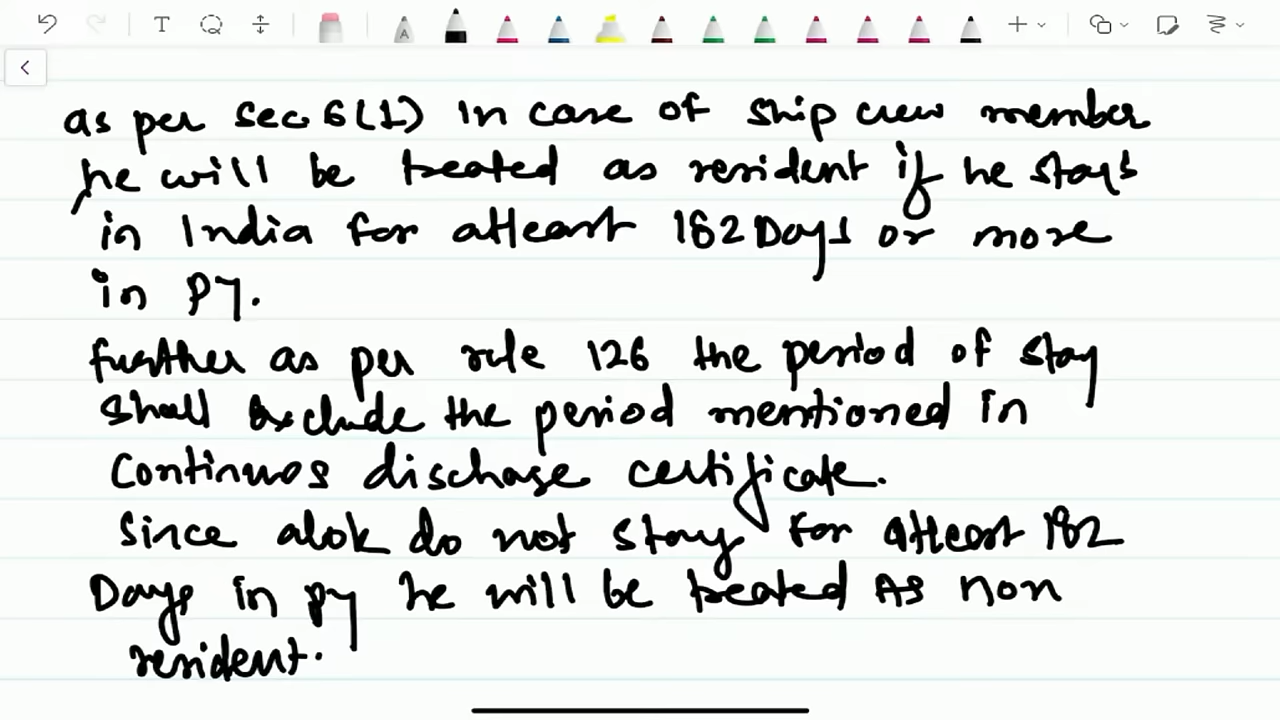 as per sec 6(1) In case of ship crew member
he will be treated as resident if he stays
in India for atleast 182 Days or more
in py.
further as per rule 126 the period of stay
shall exclude the period mentioned in
Continuos dischase certificate.
Since alok do not stay for atleast 182
Days in py he will be treated As non
resident.